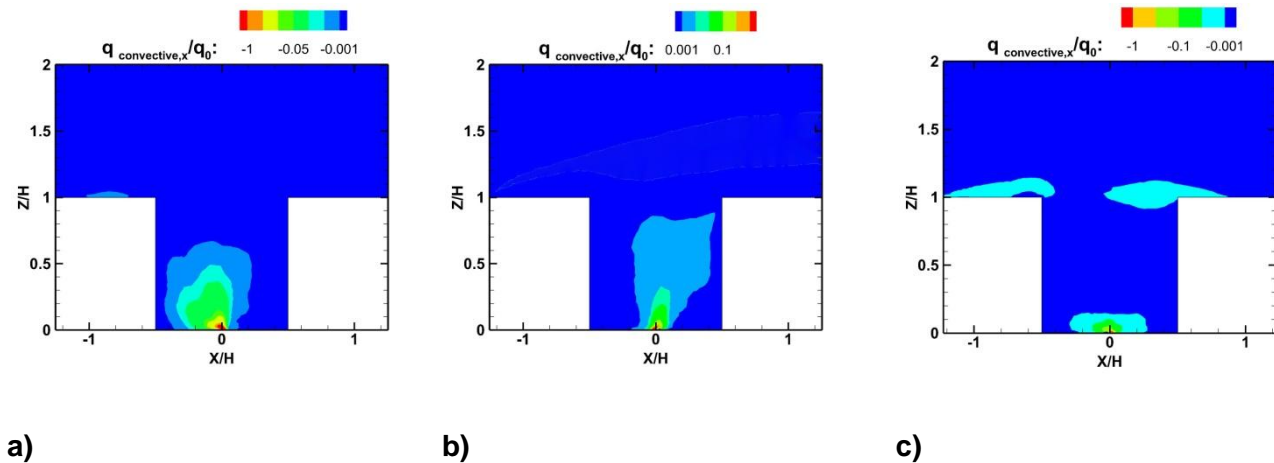 q convective,x/q0: -1 -0.05 -0.001
2
1.5
1
0.5
0
Z/H
-1 0 1
X/H
a)
q convective,x/q0: 0.001 0.1
2
1.5
1
0.5
0
Z/H
-1 0 1
X/H
b)
q convective,x/q0: -1 -0.1 -0.001
2
1.5
1
0.5
0
Z/H
-1 0 1
X/H
c)